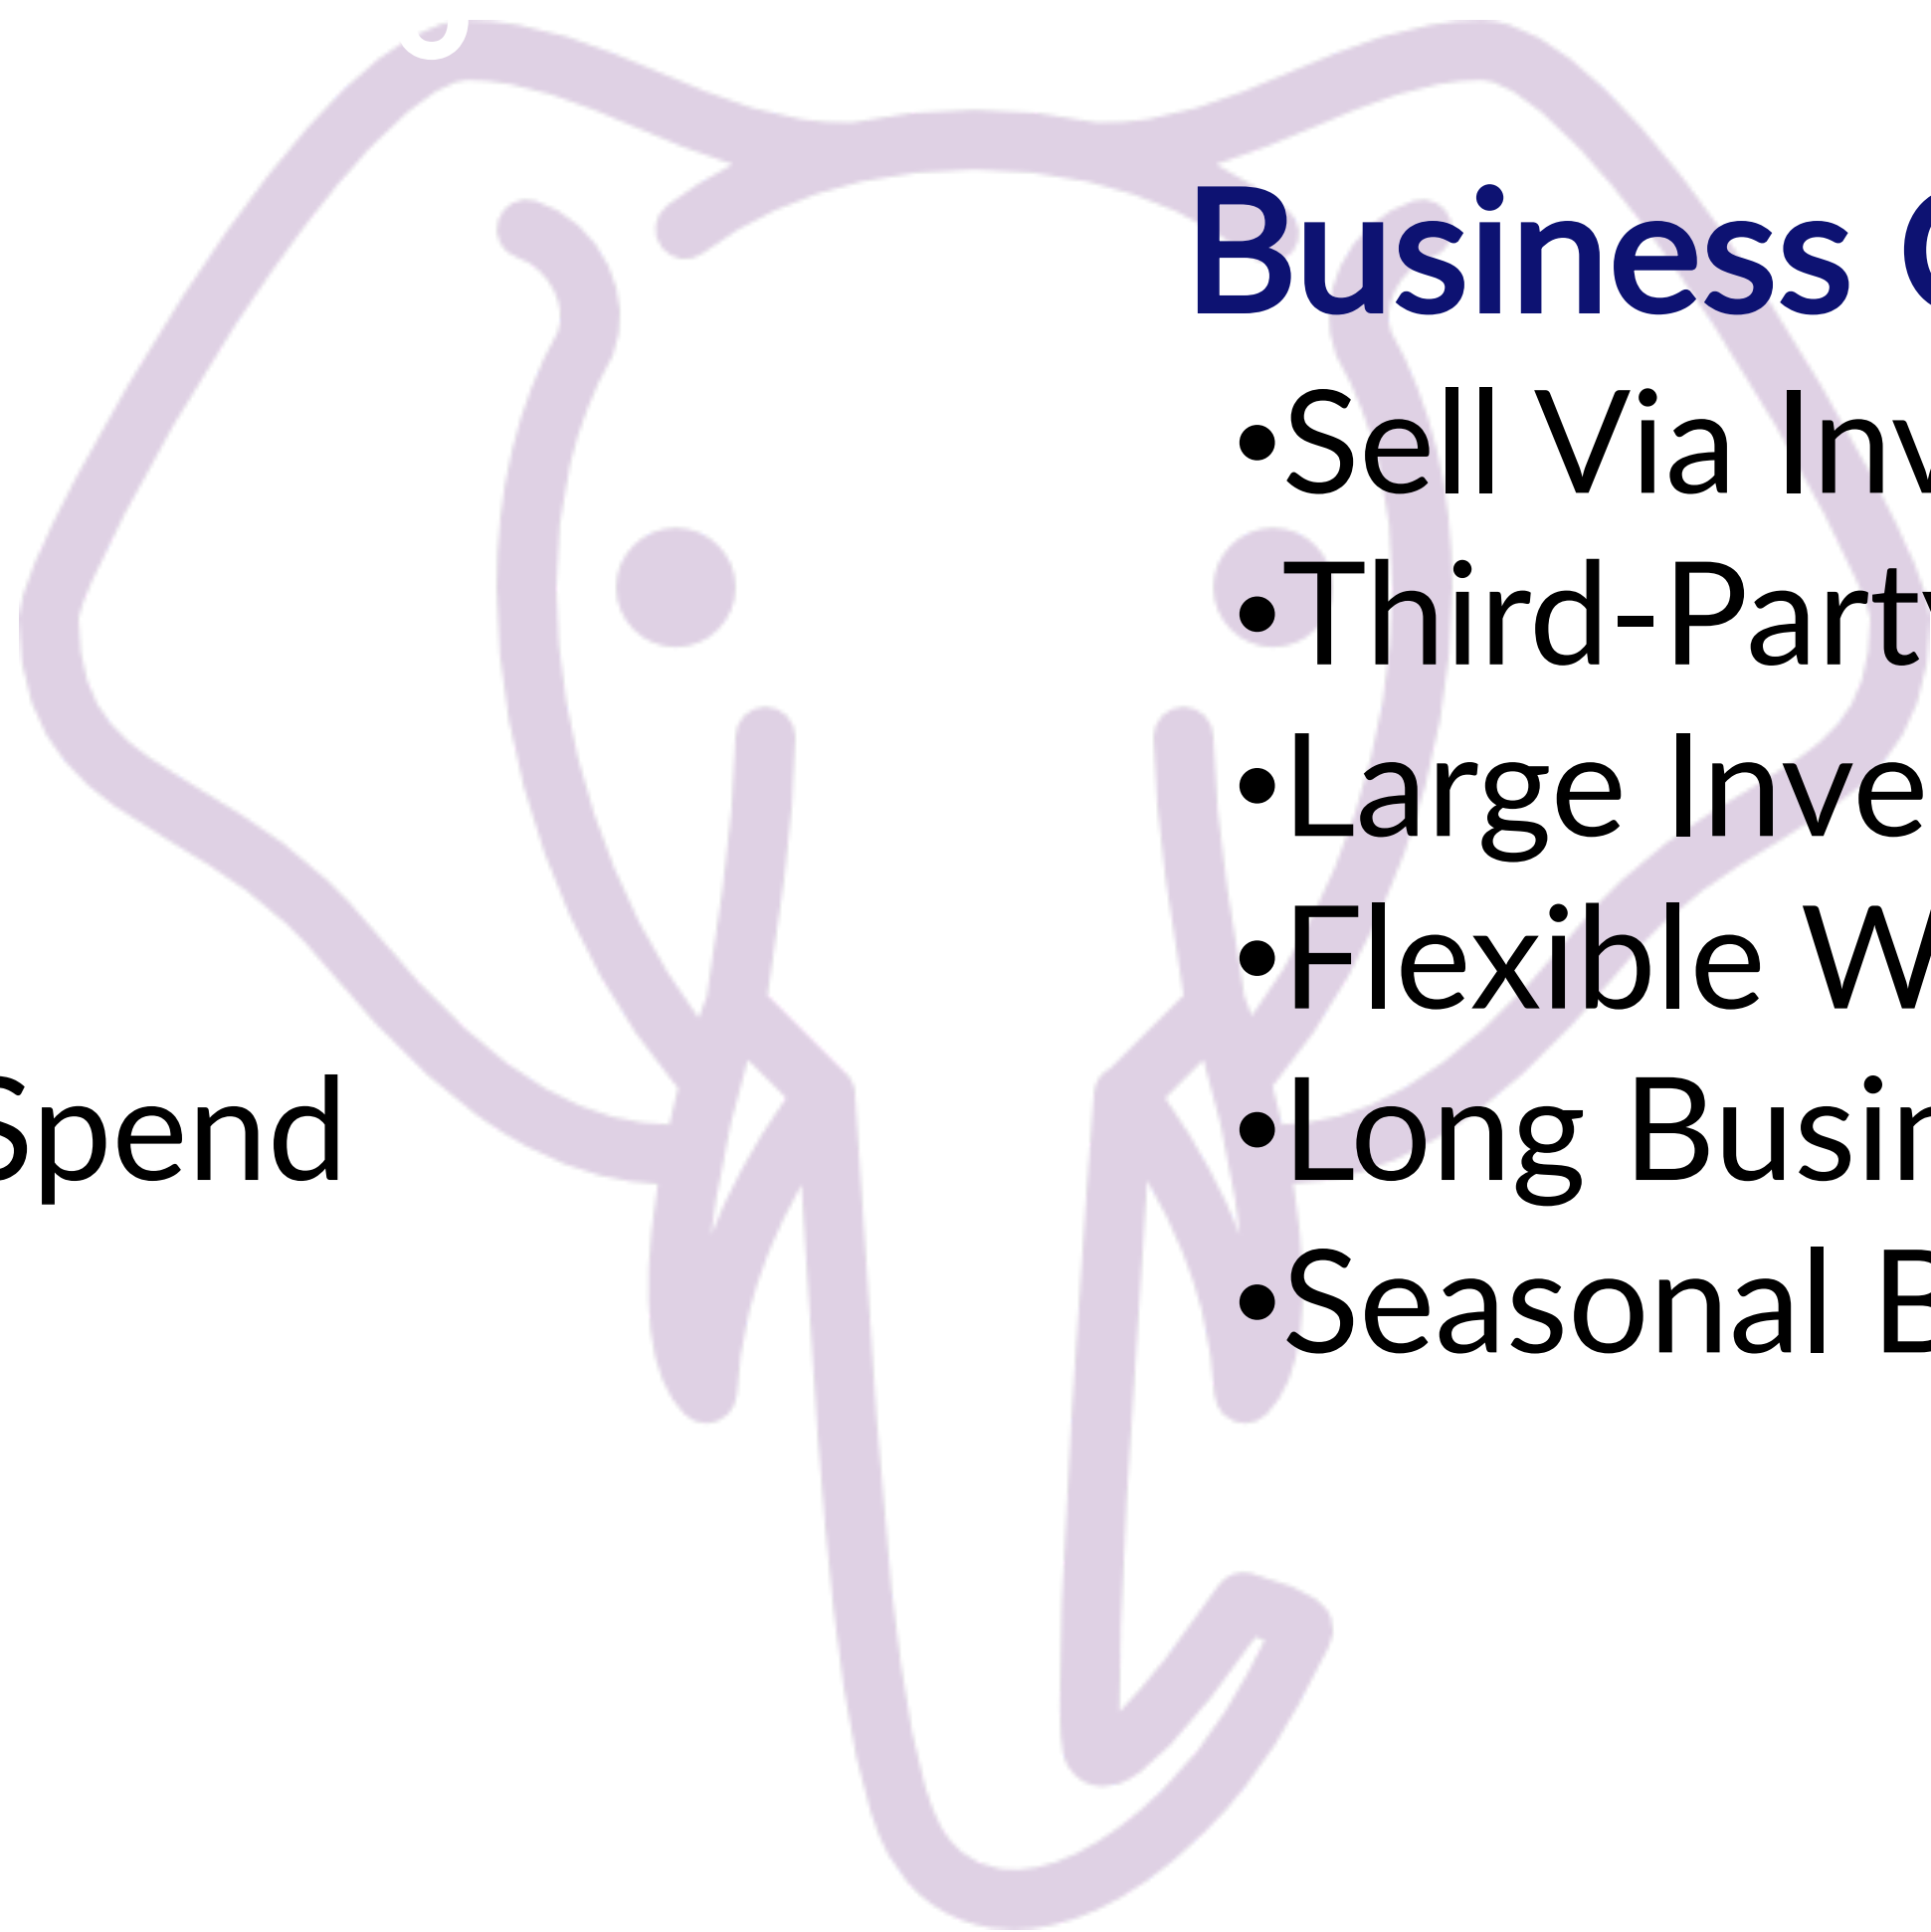 Business
Sell Via Inv
Third-Part
Large Inve
Flexible W
Spend
Long Busin
Seasonal B